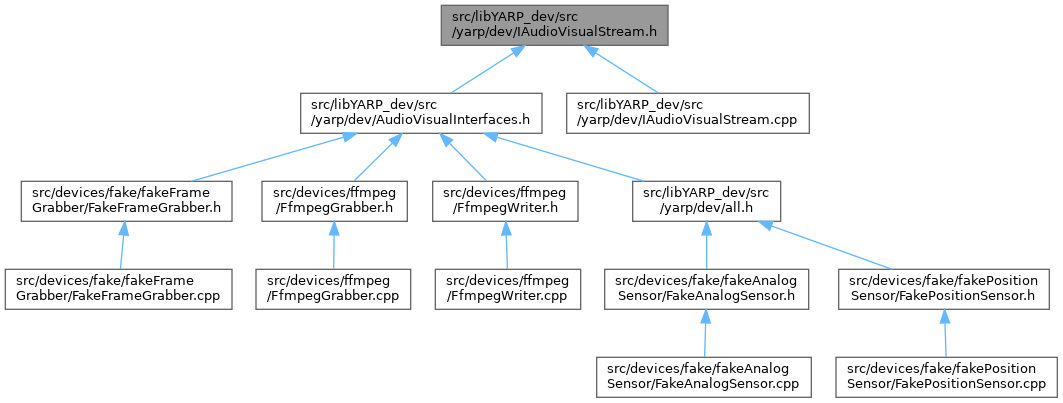 src/libYARP_dev/src
/yarp/dev/IAudioVisualStream.h
src/libYARP_dev/src
/yarp/dev/AudioVisualInterfaces.h
src/libYARP_dev/src
/yarp/dev/IAudioVisualStream.cpp
src/devices/fake/fakeFrame
Grabber/FakeFrameGrabber.h
src/devices/ffmpeg
/FfmpegGrabber.h
src/devices/ffmpeg
/FfmpegWriter.h
src/libYARP_dev/src
/yarp/dev/all.h
src/devices/fake/fakeFrame
Grabber/FakeFrameGrabber.cpp
src/devices/ffmpeg
/FfmpegGrabber.cpp
src/devices/ffmpeg
/FfmpegWriter.cpp
src/devices/fake/fakeAnalog
Sensor/FakeAnalogSensor.h
src/devices/fake/fakePosition
Sensor/FakePositionSensor.h
src/devices/fake/fakeAnalog
Sensor/FakeAnalogSensor.cpp
src/devices/fake/fakePosition
Sensor/FakePositionSensor.cpp